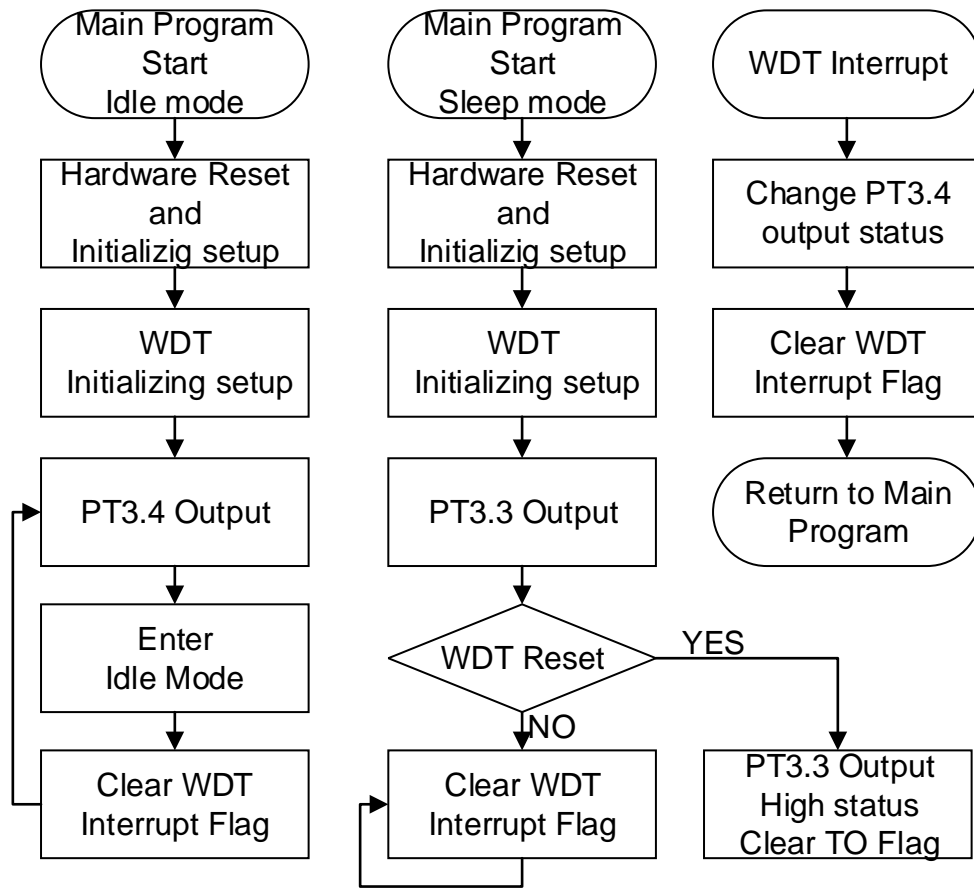 Main Program
Start
Idle mode
Hardware Reset
and
Initializig setup
WDT
Initializing setup
PT3.4 Output
Enter
Idle Mode
Clear WDT
Interrupt Flag
Main Program
Start
Sleep mode
Hardware Reset
and
Initializig setup
WDT
Initializing setup
PT3.3 Output
WDT Reset
YES
NO
Clear WDT
Interrupt Flag
PT3.3 Output
High status
Clear TO Flag
WDT Interrupt
Change PT3.4
output status
Clear WDT
Interrupt Flag
Return to Main
Program